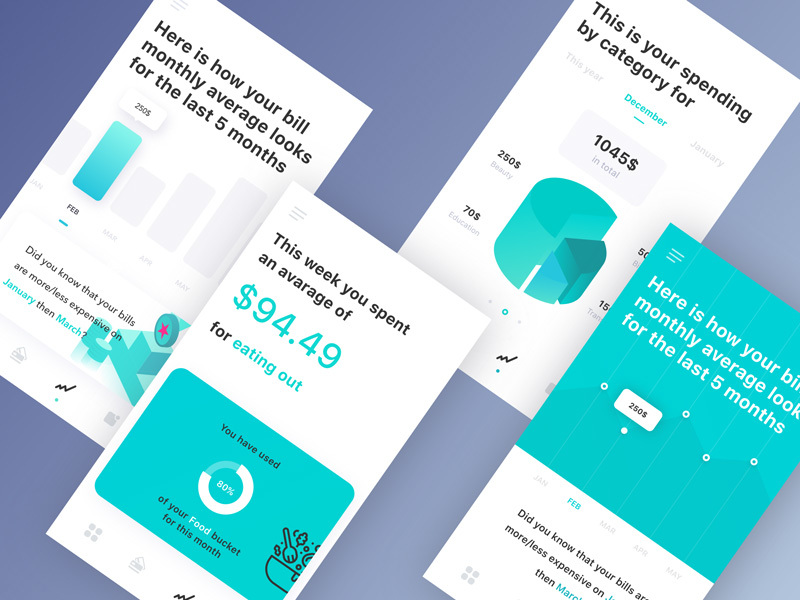 Here is how your bill
monthly average looks
for the last 5 months
250$
JAN
FEB
MAR
APR
MAY
Did you know that your bills
are more/less expensive on
January then March?
This week you spent
an avarage of
$94.49
for eating out
You have used
80%
of your Food bucket
for this month
This is your spending
by category for
This year
December
January
1045$
in total
250$
Beauty
70$
Education
Here is how your
monthly average
for the last 5 months
250$
JAN
FEB
MAR
APR
MAY
Did you know that your bills are
more/less expensive on
then